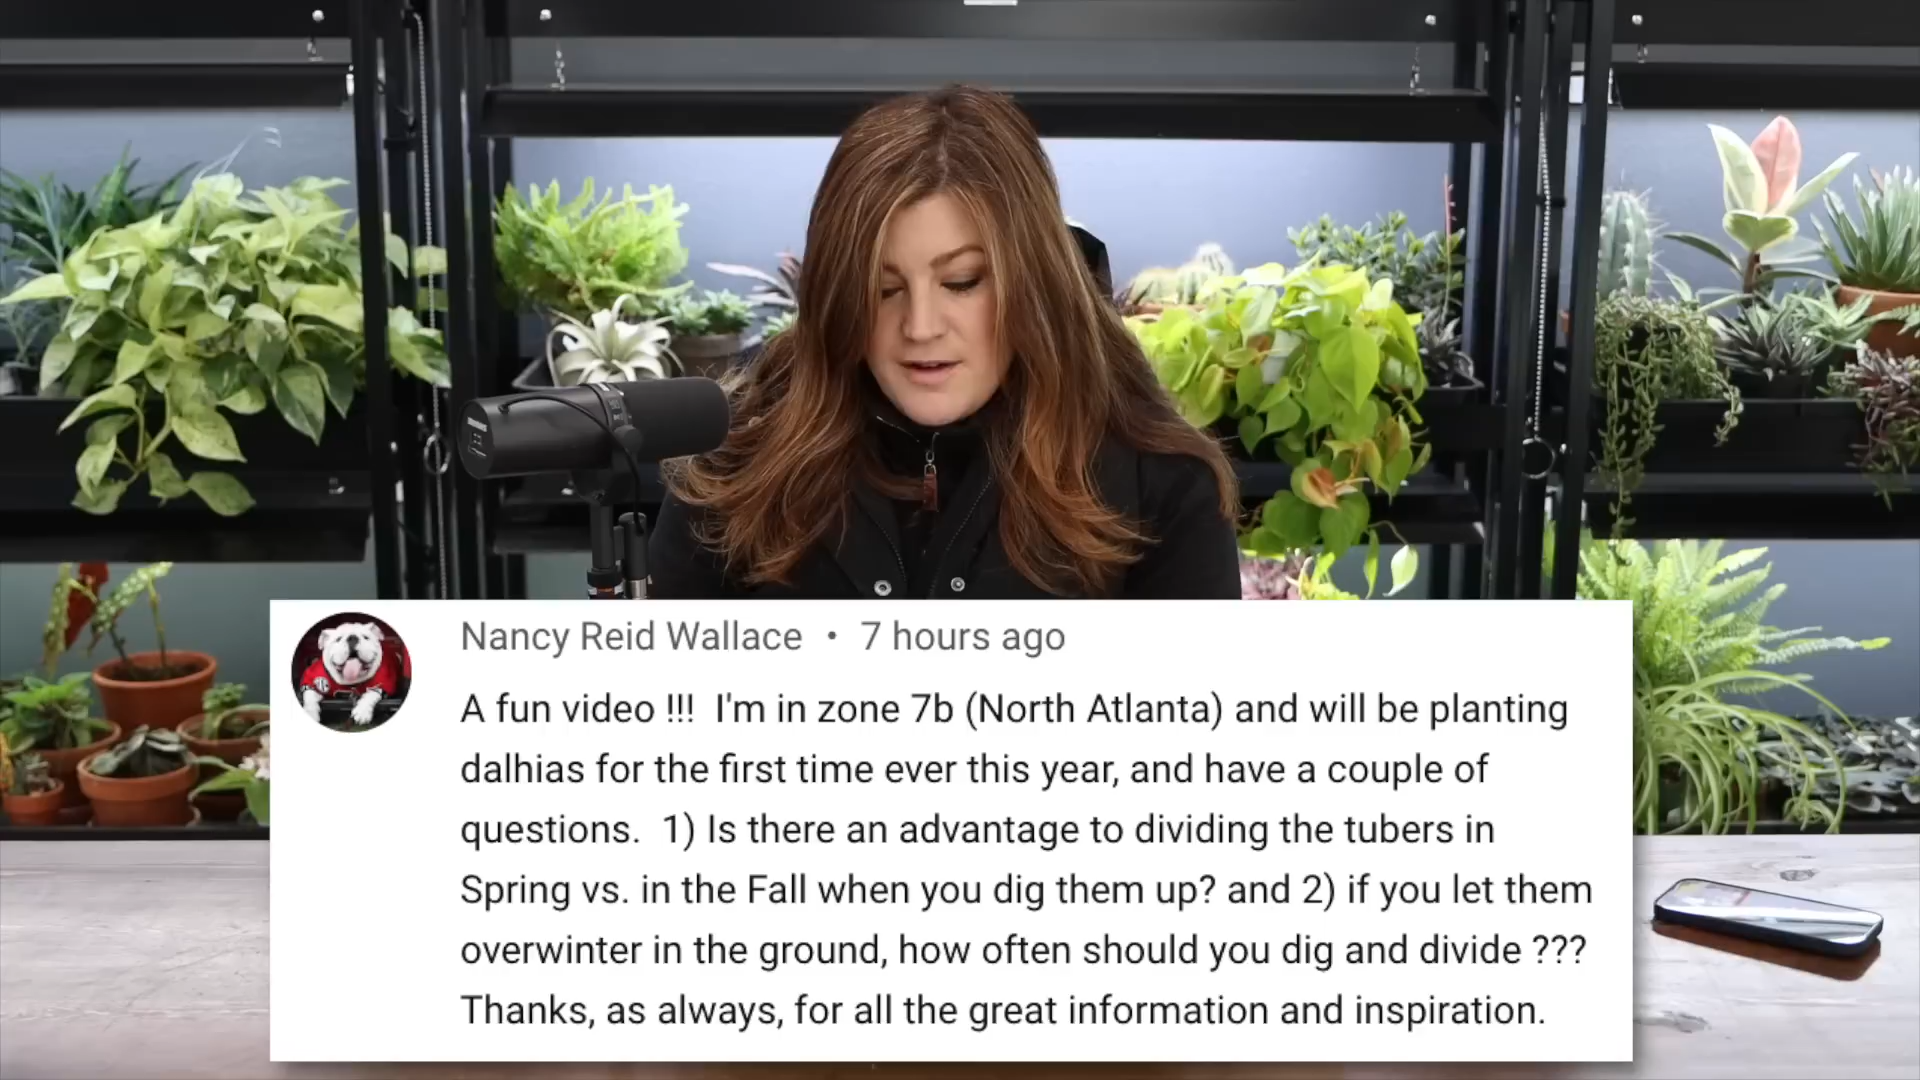 Nancy Reid Wallace • 7 hours ago
A fun video !!!  I'm in zone 7b (North Atlanta) and will be planting
dalhias for the first time ever this year, and have a couple of
questions.  1) Is there an advantage to dividing the tubers in
Spring vs. in the Fall when you dig them up? and 2) if you let them
overwinter in the ground, how often should you dig and divide ???
Thanks, as always, for all the great information and inspiration.